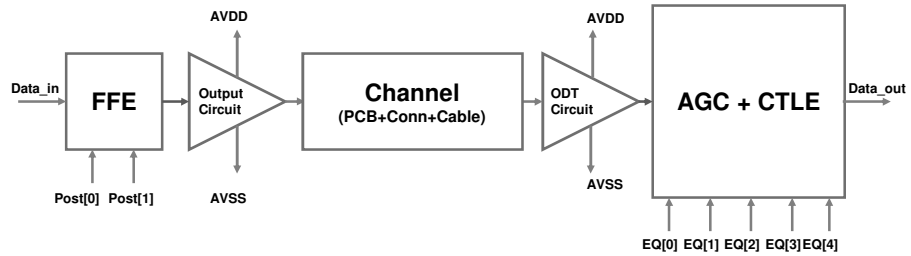 AVDD
AVDD
Data_in
FFE
Output
Circuit
Channel
(PCB+Conn+Cable)
ODT
Circuit
AGC + CTLE
Data_out
Post[0]
Post[1]
AVSS
AVSS
EQ[0]
EQ[1]
EQ[2]
EQ[3]
EQ[4]